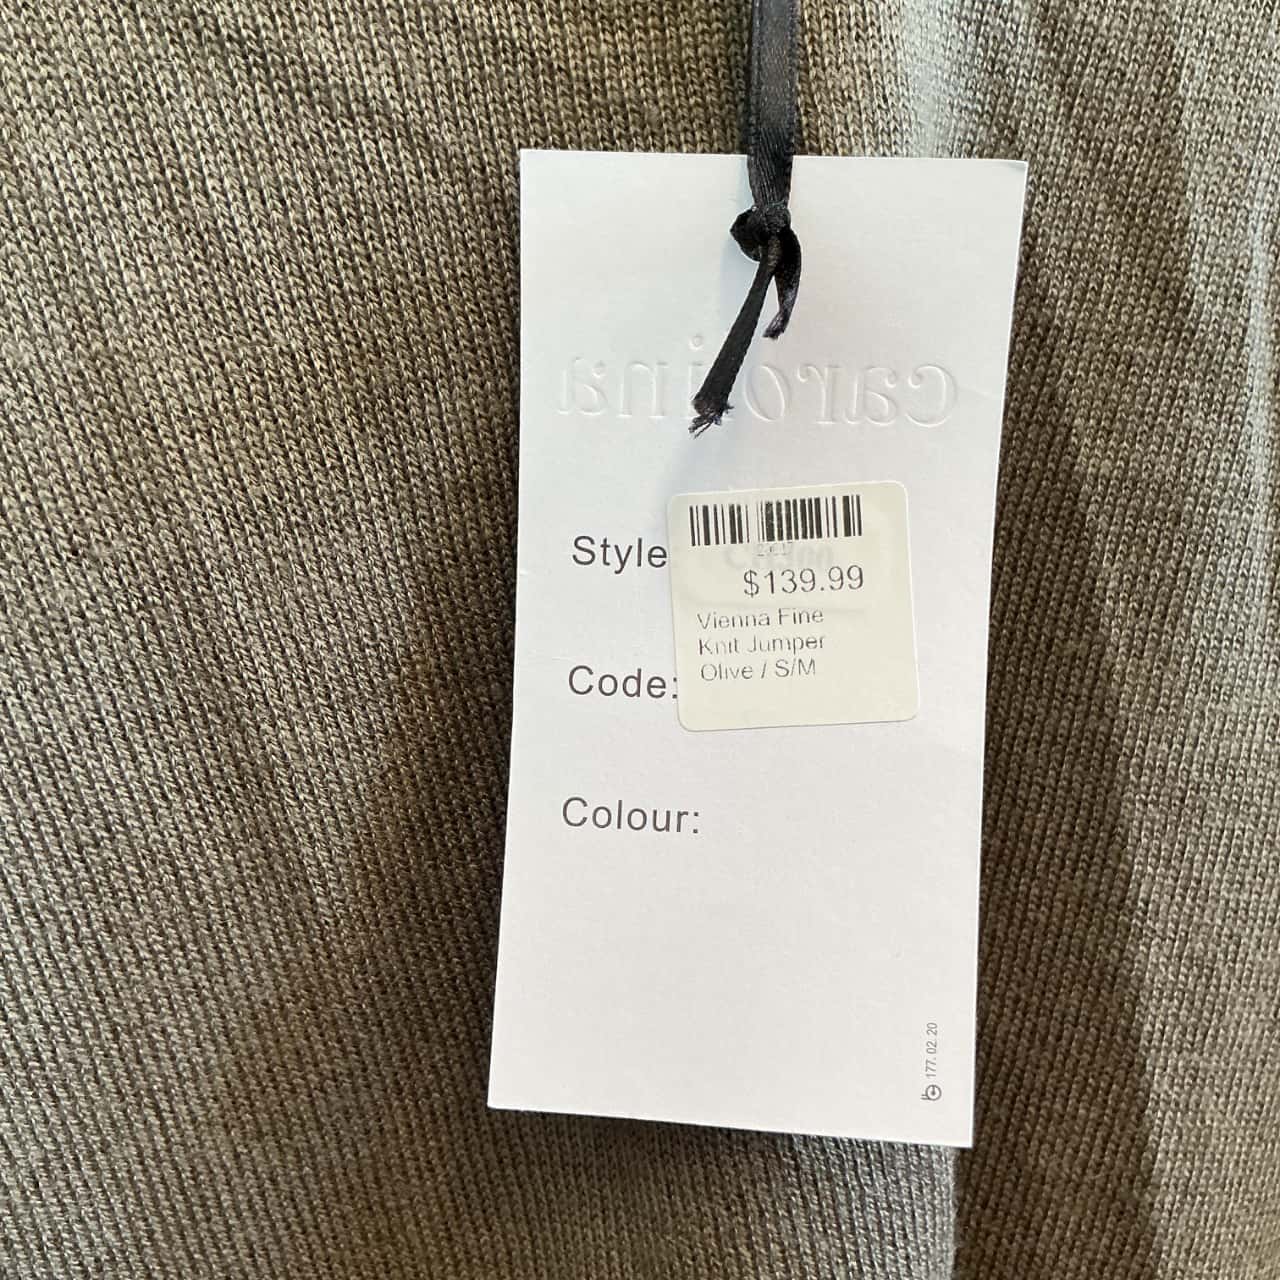 carolina
Style:
$139.99
Vienna Fine
Knit Jumper
Olive / S/M
Code:
Colour:
177.02.20